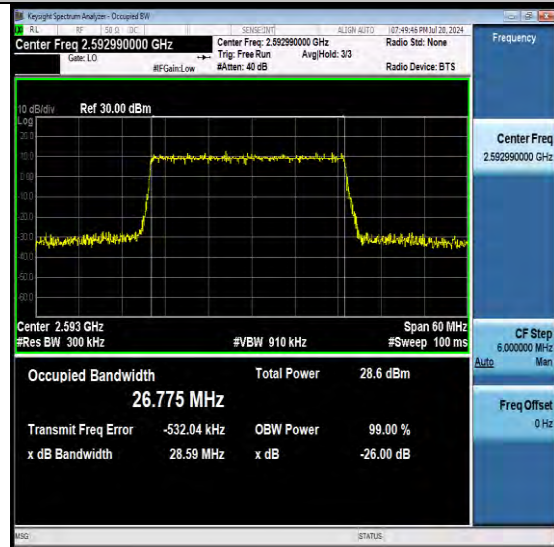 Keysight Spectrum Analyzer - Occupied BW
RL RF 50 Ω DC SENSE:INT ALIGN AUTO 07:49:46 PM Jul 20, 2024
Center Freq 2.592990000 GHz Center Freq: 2.592990000 GHz Radio Std: None Frequency
Gate: LO Trig: Free Run Avg|Hold: 3/3
#IFGain:Low #Atten: 40 dB Radio Device: BTS
10 dB/div Ref 30.00 dBm
Log
20.0
10.0
0.00
-10.0
-20.0
-30.0
-40.0
-50.0
-60.0
Center Freq
2.592990000 GHz
Center 2.593 GHz Span 60 MHz
#Res BW 300 kHz #VBW 910 kHz #Sweep 100 ms
CF Step
6.000000 MHz
Auto Man
Occupied Bandwidth Total Power 28.6 dBm
26.775 MHz
Transmit Freq Error -532.04 kHz OBW Power 99.00 %
x dB Bandwidth 28.59 MHz x dB -26.00 dB
Freq Offset
0 Hz
MSG STATUS